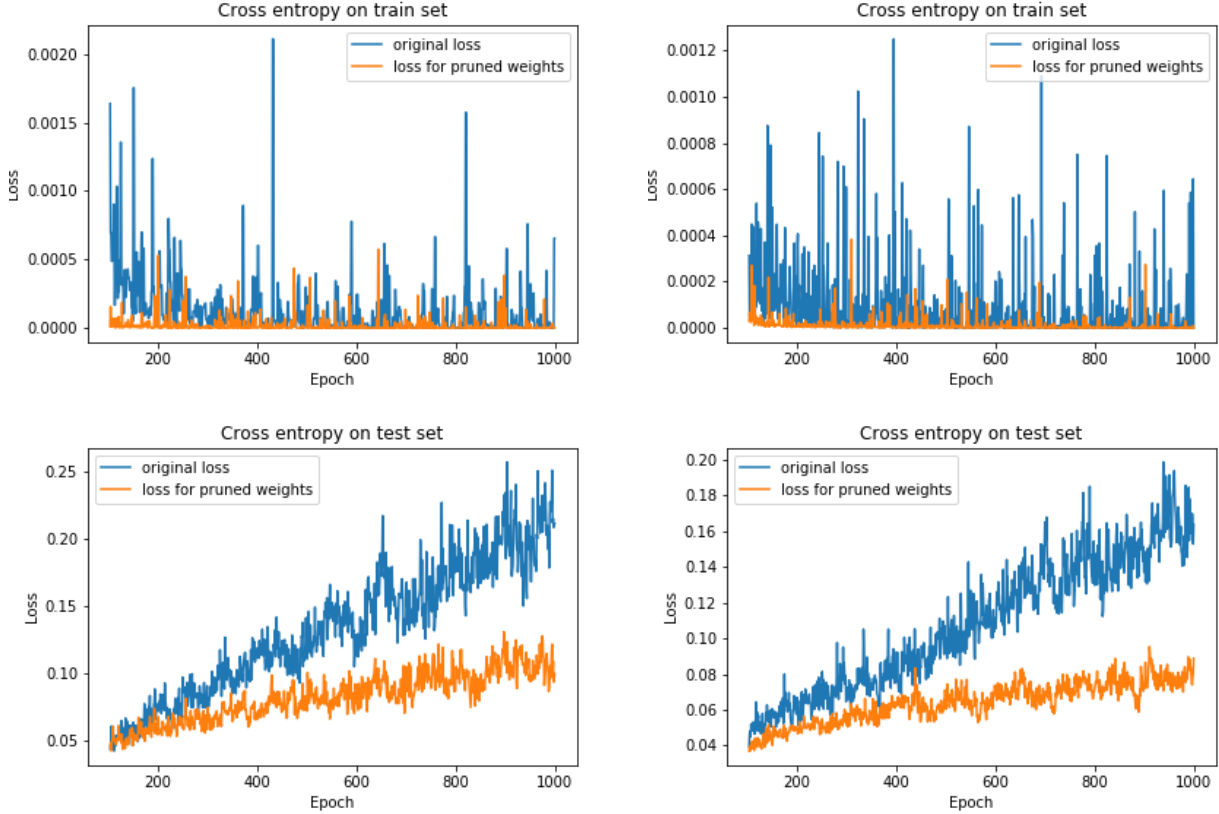 Cross entropy on train set
original loss
loss for pruned weights
0.0020
0.0015
0.0010
0.0005
0.0000
Loss
200 400 600 800 1000
Epoch
Cross entropy on train set
original loss
loss for pruned weights
0.0012
0.0010
0.0008
0.0006
0.0004
0.0002
0.0000
Loss
200 400 600 800 1000
Epoch
Cross entropy on test set
original loss
loss for pruned weights
0.25
0.20
0.15
0.10
0.05
Loss
200 400 600 800 1000
Epoch
Cross entropy on test set
original loss
loss for pruned weights
0.20
0.18
0.16
0.14
0.12
0.10
0.08
0.06
0.04
Loss
200 400 600 800 1000
Epoch